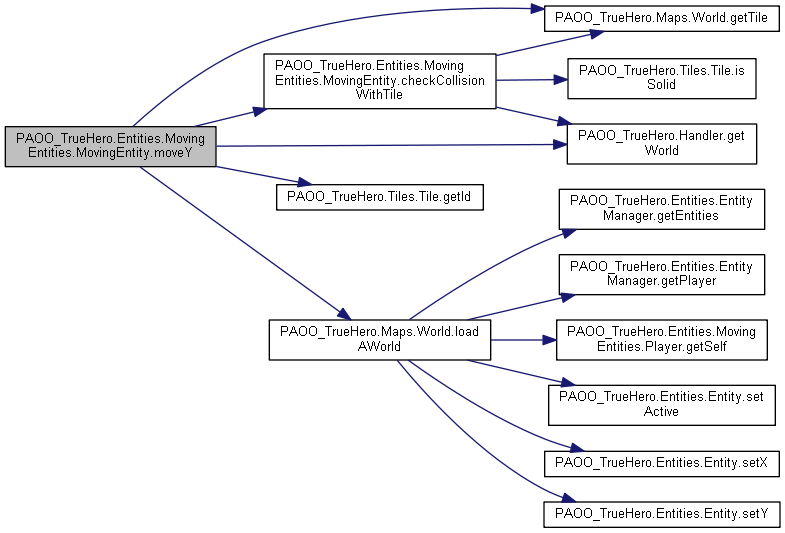 PAOO_TrueHero.Maps.World.getTile
PAOO_TrueHero.Entities.Moving
Entities.MovingEntity.checkCollision
WithTile
PAOO_TrueHero.Tiles.Tile.is
Solid
PAOO_TrueHero.Entities.Moving
Entities.MovingEntity.moveY
PAOO_TrueHero.Handler.get
World
PAOO_TrueHero.Tiles.Tile.getId
PAOO_TrueHero.Entities.Entity
Manager.getEntities
PAOO_TrueHero.Entities.Entity
Manager.getPlayer
PAOO_TrueHero.Maps.World.load
AWorld
PAOO_TrueHero.Entities.Moving
Entities.Player.getSelf
PAOO_TrueHero.Entities.Entity.set
Active
PAOO_TrueHero.Entities.Entity.setX
PAOO_TrueHero.Entities.Entity.setY